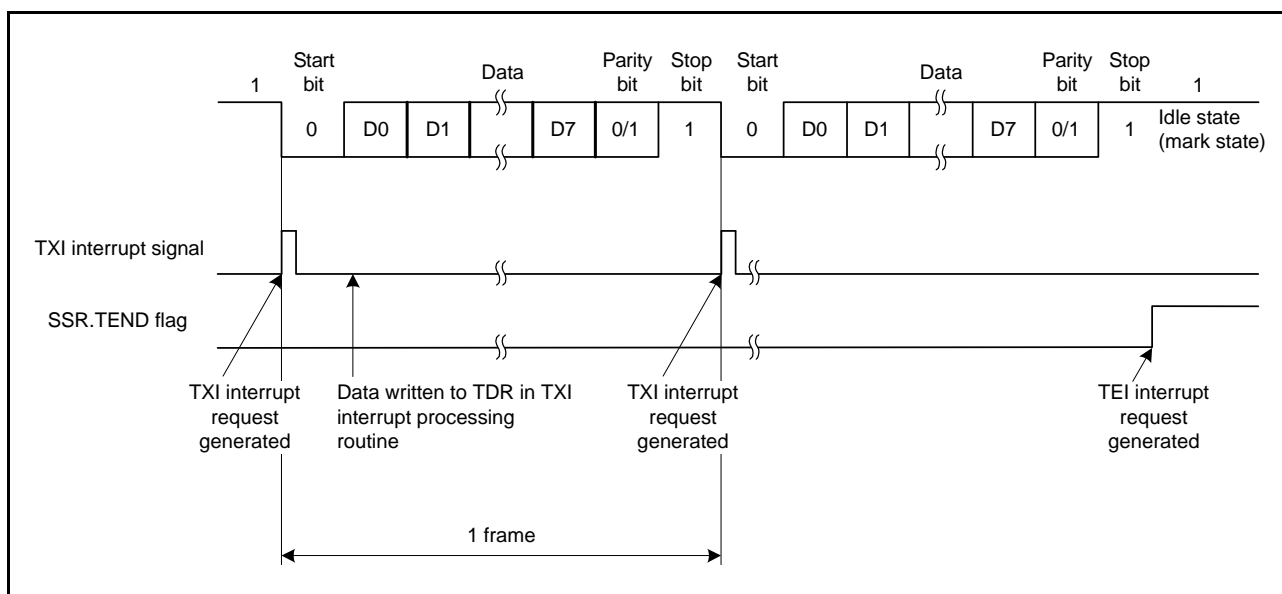 1
Start bit
Data
Parity bit
Stop bit
Start bit
Data
Parity bit
Stop bit
1
0 D0 D1 D7 0/1 1 0 D0 D1 D7 0/1 1
Idle state
(mark state)
TXI interrupt signal
SSR.TEND flag
TXI interrupt
request
generated
Data written to TDR in TXI
interrupt processing
routine
TXI interrupt
request
generated
TEI interrupt
request
generated
1 frame